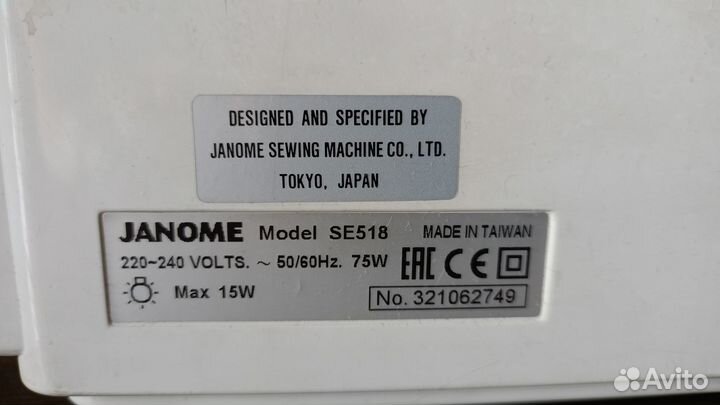 DESIGNED AND SPECIFIED BY
JANOME SEWING MACHINE CO., LTD.
TOKYO, JAPAN
JANOME Model SE518 MADE IN TAIWAN
220~240 VOLTS. ~ 50/60Hz. 75W EAC CE
Max 15W No. 321062749
Avito